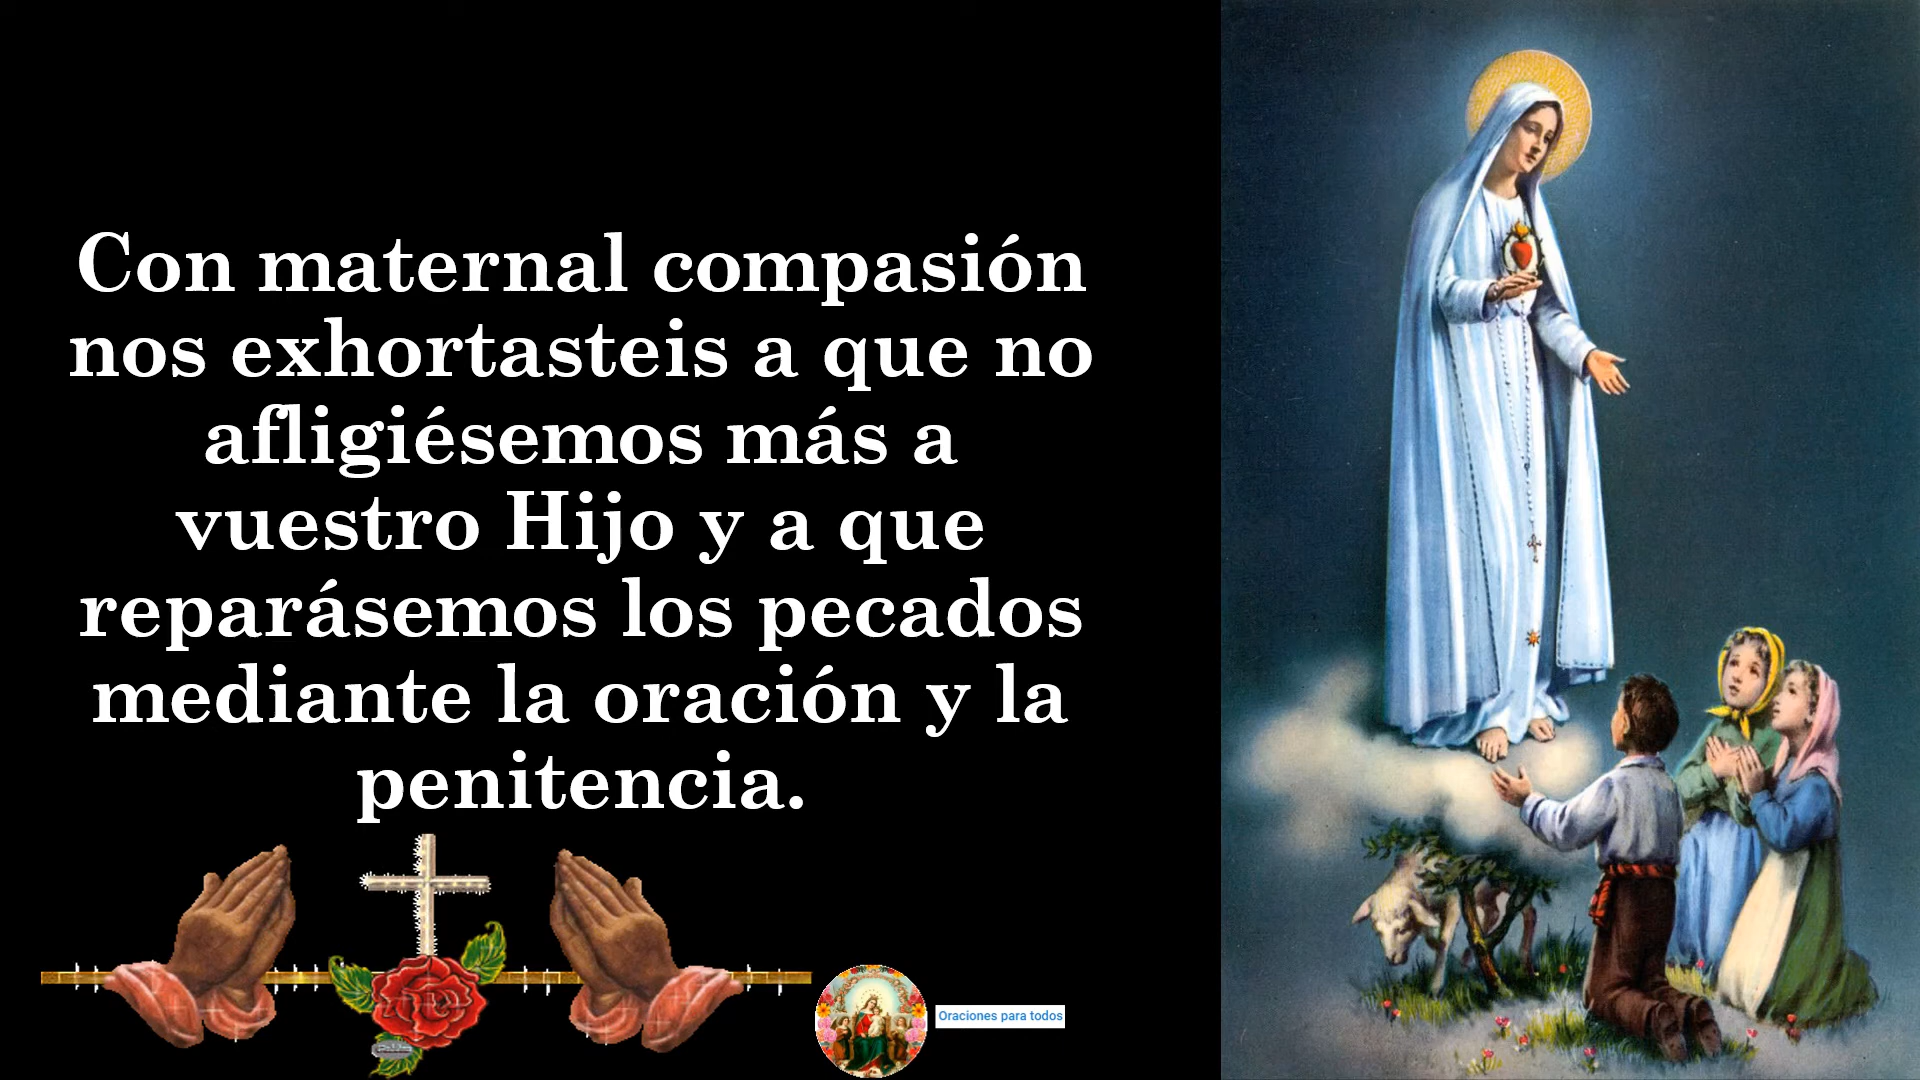 Con maternal compasión
nos exhortasteis a que no
afligiésemos más a
vuestro Hijo y a que
reparásemos los pecados
mediante la oración y la
penitencia.
Oraciones para todos